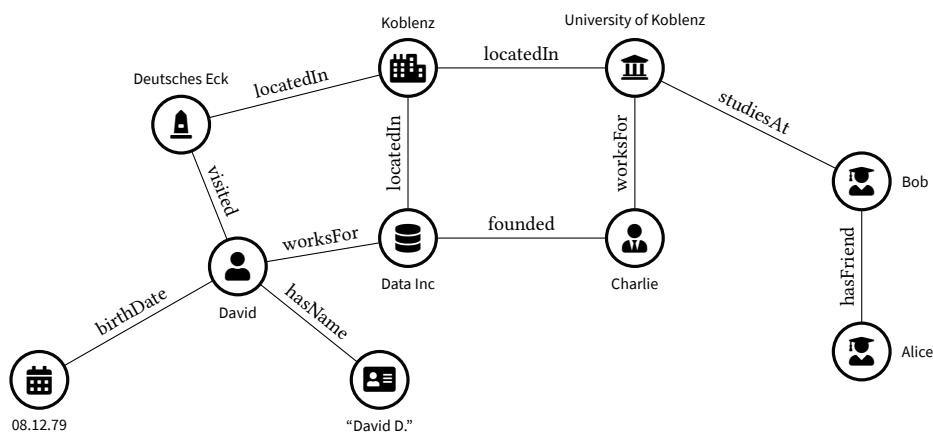 University of Koblenz
Koblenz
locatedIn
Deutsches Eck
locatedIn
studiesAt
locatedIn
worksFor
visited
Bob
founded
worksFor
hasFriend
Data Inc
Charlie
David
hasName
birthDate
Alice
08.12.79
“David D.”